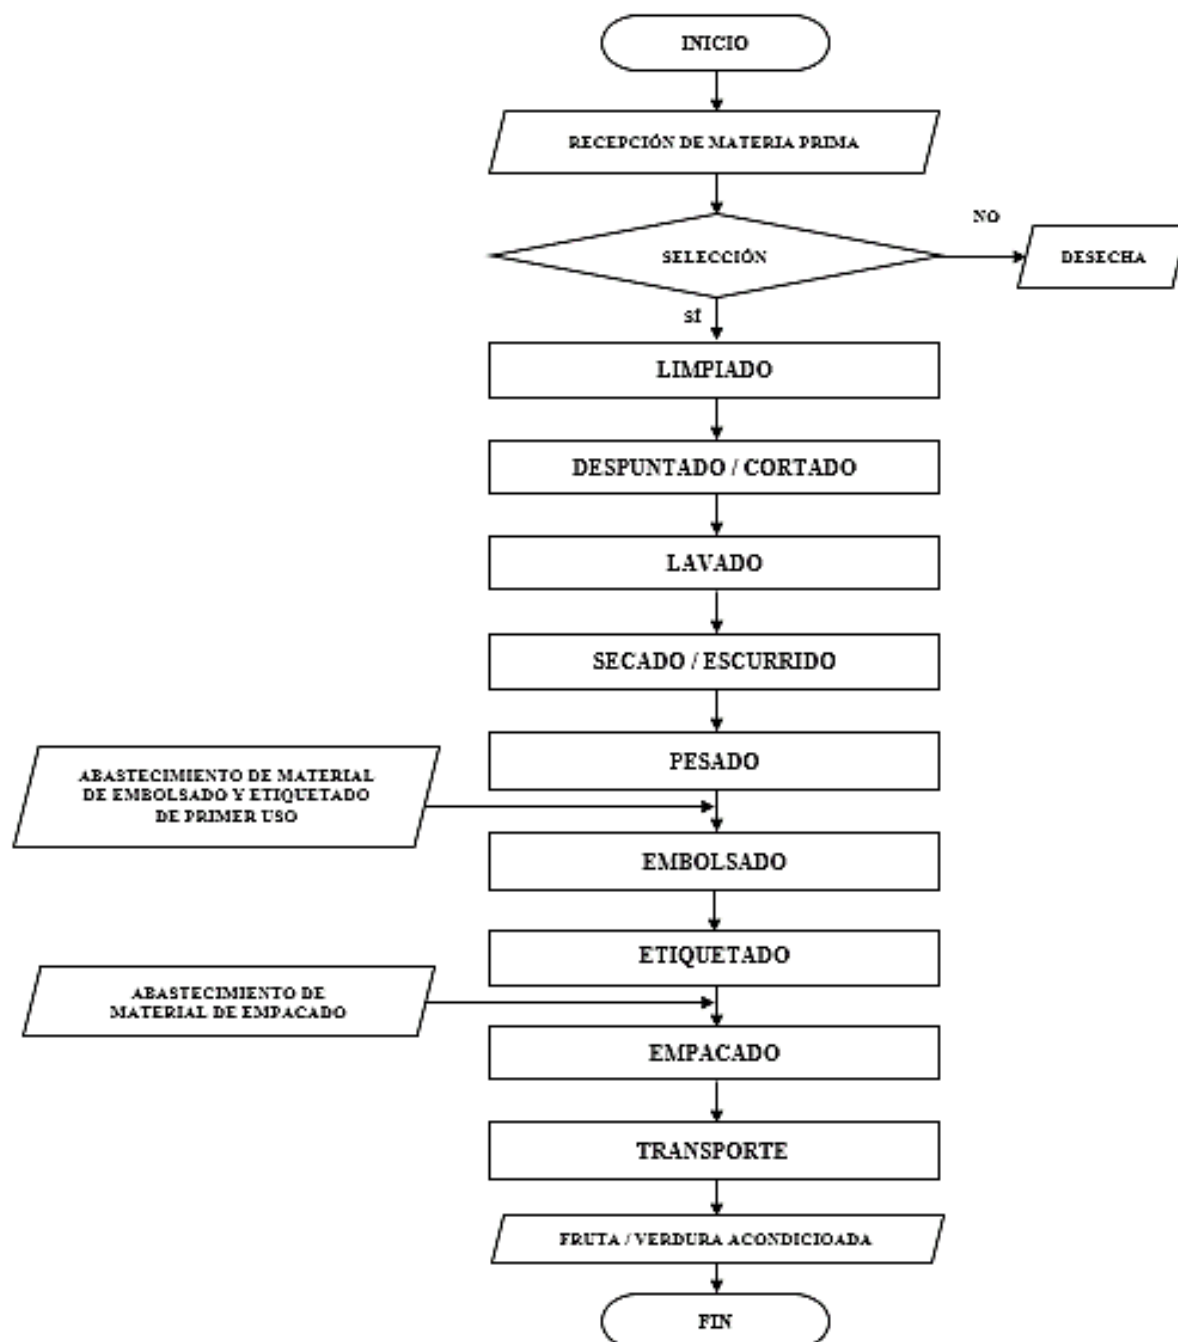 INICIO
RECEPCIÓN DE MATERIA PRIMA
NO
SELECCIÓN
DESECHA
sí
LIMPIADO
DESPUNTADO / CORTADO
LAVADO
SECADO / ESCURRIDO
PESADO
ABASTECIMIENTO DE MATERIAL
DE EMBOLSADO Y ETIQUETADO
DE PRIMER USO
EMBOLSADO
ETIQUETADO
ABASTECIMIENTO DE
MATERIAL DE EMPACADO
EMPACADO
TRANSPORTE
FRUTA / VERDURA ACONDICIOADA
FIN